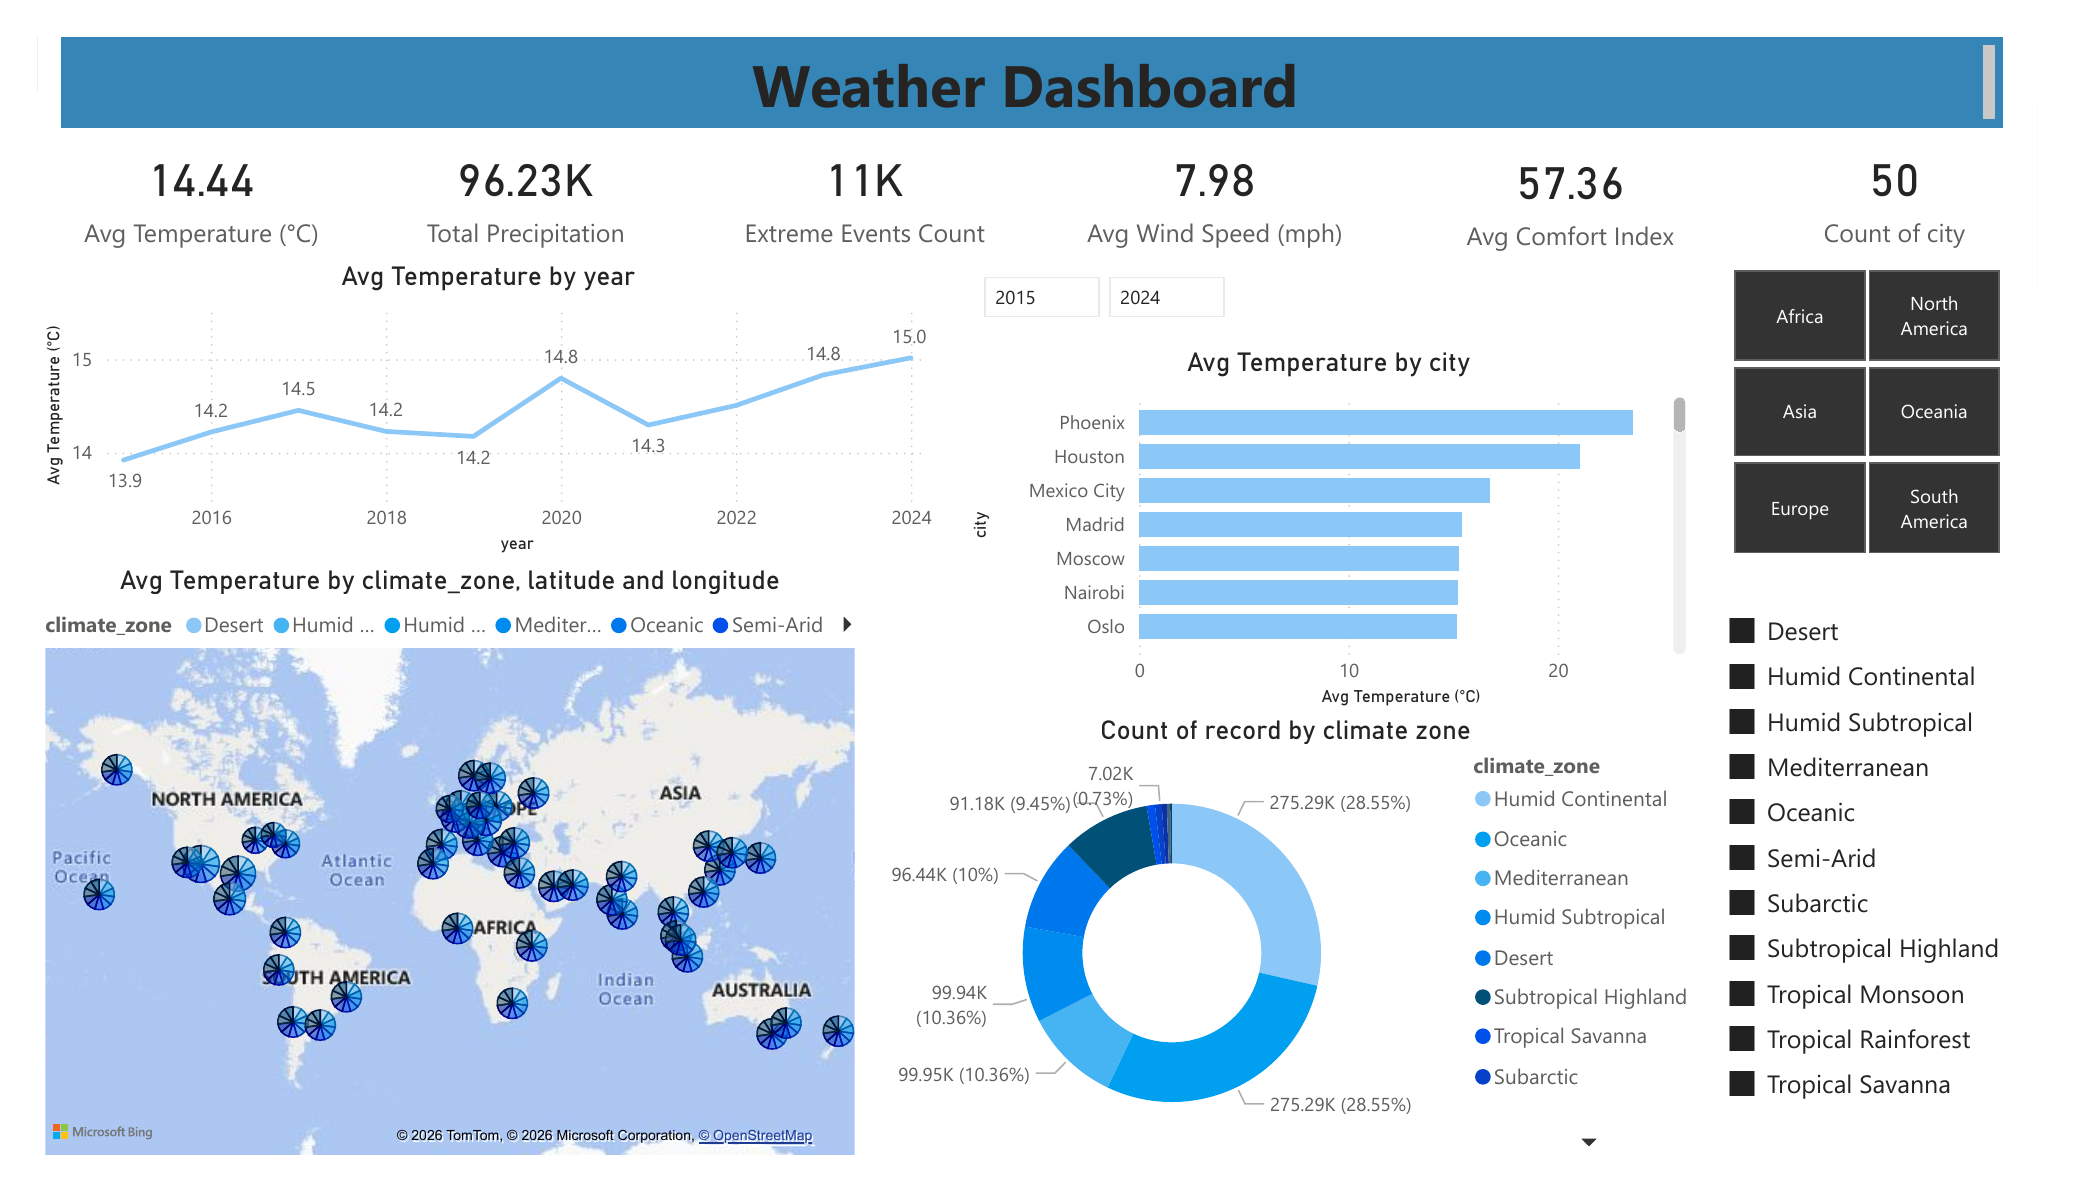 Weather Dashboard
14.44
Avg Temperature (°C)
96.23K
Total Precipitation
11K
Extreme Events Count
7.98
Avg Wind Speed (mph)
57.36
Avg Comfort Index
50
Count of city
Avg Temperature by year
Avg Temperature (°C)
15
14
13.9
14.2
14.5
14.2
14.2
14.8
14.3
14.8
15.0
2016
2018
2020
2022
2024
year
2015
2024
Avg Temperature by city
city
Phoenix
Houston
Mexico City
Madrid
Moscow
Nairobi
Oslo
0
10
20
Avg Temperature (°C)
Africa
North
America
Asia
Oceania
Europe
South
America
Avg Temperature by climate_zone, latitude and longitude
climate_zone Desert Humid ... Humid ... Mediter... Oceanic Semi-Arid
NORTH AMERICA
ASIA
Pacific
Ocean
Atlantic
Ocean
AFRICA
SOUTH AMERICA
Indian
Ocean
AUSTRALIA
Microsoft Bing
© 2026 TomTom, © 2026 Microsoft Corporation, © OpenStreetMap
Count of record by climate zone
7.02K
(0.73%)
91.18K (9.45%)
275.29K (28.55%)
96.44K (10%)
99.94K
(10.36%)
99.95K (10.36%)
275.29K (28.55%)
climate_zone
Humid Continental
Oceanic
Mediterranean
Humid Subtropical
Desert
Subtropical Highland
Tropical Savanna
Subarctic
Desert
Humid Continental
Humid Subtropical
Mediterranean
Oceanic
Semi-Arid
Subarctic
Subtropical Highland
Tropical Monsoon
Tropical Rainforest
Tropical Savanna